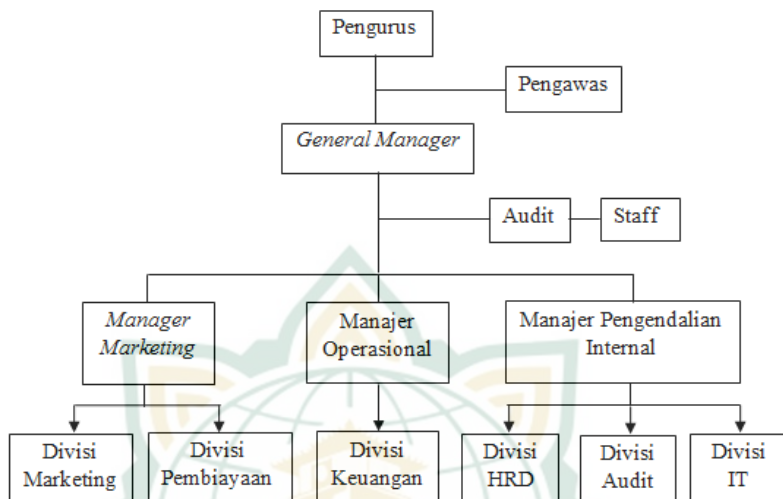 Pengurus
Pengawas
General Manager
Audit
Staff
Manager
Marketing
Manajer
Operasional
Manajer Pengendalian
Internal
Divisi
Marketing
Divisi
Pembiayaan
Divisi
Keuangan
Divisi
HRD
Divisi
Audit
Divisi
IT